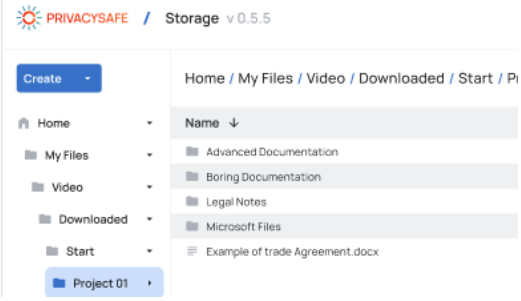 PRIVACYSAFE / Storage v 0.5.5
Create
Home / My Files / Video / Downloaded / Start /
Home
My Files
Video
Downloaded
Start
Project 01
Name
Advanced Documentation
Boring Documentation
Legal Notes
Microsoft Files
Example of trade Agreement.docx